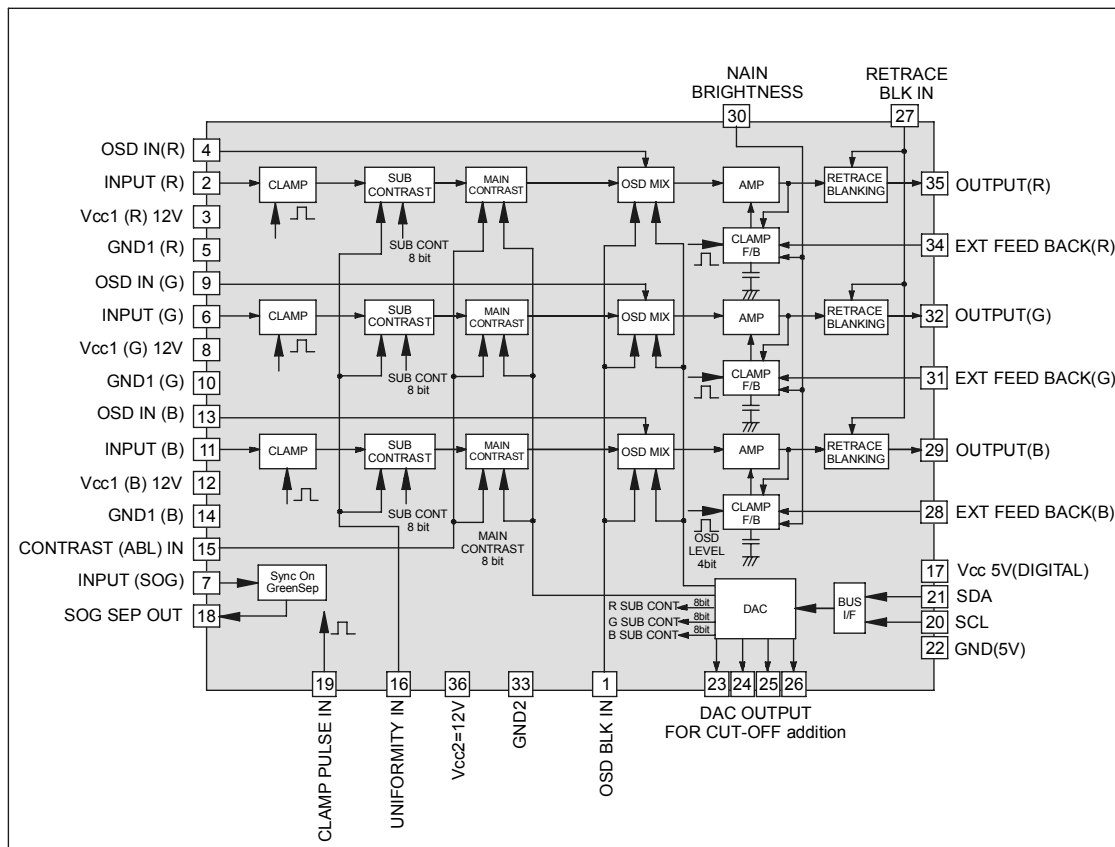 NAIN
BRIGHTNESS
30
RETRACE
BLK IN
27
OSD IN(R)
4
INPUT (R)
2
CLAMP
SUB
CONTRAST
MAIN
CONTRAST
OSD MIX
AMP
RETRACE
BLANKING
35
OUTPUT(R)
Vcc1 (R) 12V
3
SUB CONT
8 bit
CLAMP
F/B
34
EXT FEED BACK(R)
GND1 (R)
5
OSD IN (G)
9
INPUT (G)
6
CLAMP
SUB
CONTRAST
MAIN
CONTRAST
OSD MIX
AMP
RETRACE
BLANKING
32
OUTPUT(G)
Vcc1 (G) 12V
8
SUB CONT
8 bit
CLAMP
F/B
31
EXT FEED BACK(G)
GND1 (G)
10
OSD IN (B)
13
INPUT (B)
11
CLAMP
SUB
CONTRAST
MAIN
CONTRAST
OSD MIX
AMP
RETRACE
BLANKING
29
OUTPUT(B)
Vcc1 (B) 12V
12
SUB CONT
8 bit
CLAMP
F/B
28
EXT FEED BACK(B)
GND1 (B)
14
MAIN
CONTRAST
8 bit
OSD
LEVEL
4bit
CONTRAST (ABL) IN
15
17
Vcc 5V(DIGITAL)
INPUT (SOG)
7
Sync On
GreenSep
SOG SEP OUT
18
R SUB CONT
8bit
G SUB CONT
8bit
B SUB CONT
8bit
DAC
BUS
I/F
21
SDA
20
SCL
22
GND(5V)
19
16
36
33
1
23
24
25
26
CLAMP PULSE IN
UNIFORMITY IN
Vcc2=12V
GND2
OSD BLK IN
DAC OUTPUT
FOR CUT-OFF addition